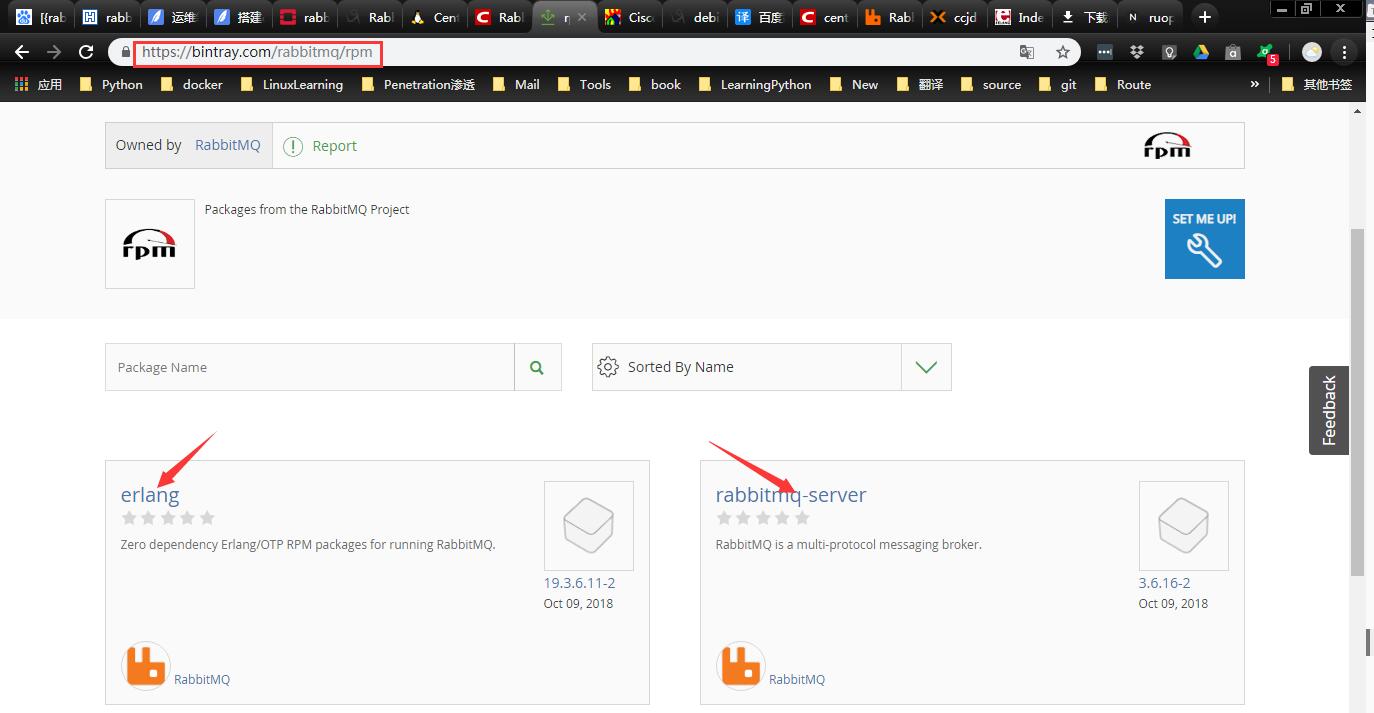 [{rab
rabb
运维
搭建
rabb
Rabl
Cent
Rabl
r
Cisc
debi
百度
cent
Rabl
ccjd
Inde
下载
ruop
https://bintray.com/rabbitmq/rpm
5
应用
Python
docker
LinuxLearning
Penetration渗透
Mail
Tools
book
LearningPython
New
翻译
source
git
Route
»
其他书签
Owned by RabbitMQ
Report
rpm
rpm
Packages from the RabbitMQ Project
SET ME UP!
Package Name
Sorted By Name
Feedback
erlang
Zero dependency Erlang/OTP RPM packages for running RabbitMQ.
19.3.6.11-2
Oct 09, 2018
RabbitMQ
rabbitmq-server
RabbitMQ is a multi-protocol messaging broker.
3.6.16-2
Oct 09, 2018
RabbitMQ